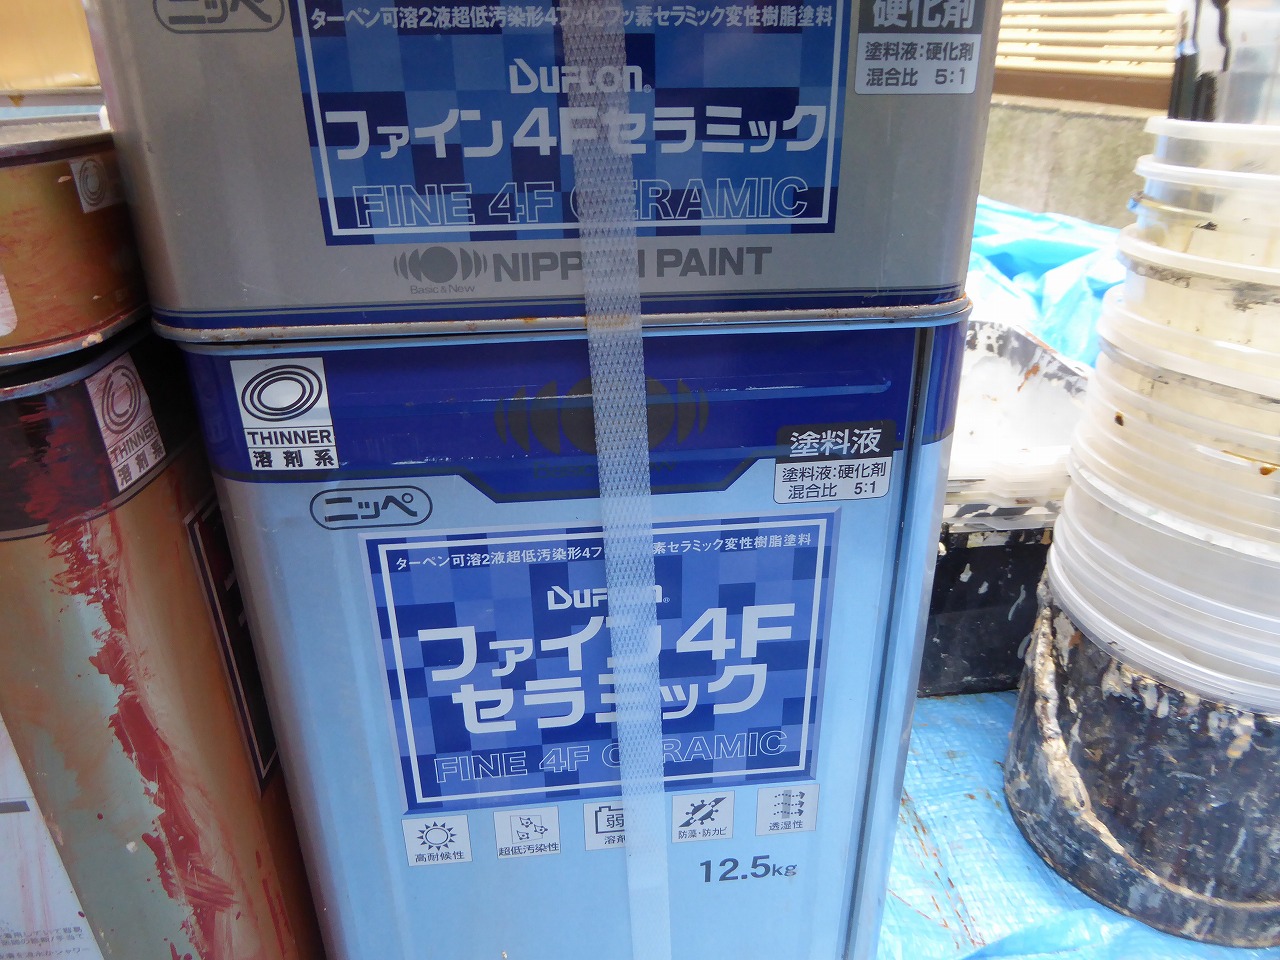 ニッペ
ターペン可溶2液超低汚染形4フッ化フッ素セラミック変性樹脂塗料
硬化剤
塗料液:硬化剤
混合比 5:1
DUFLON®
ファイン4Fセラミック
FINE 4F CERAMIC
Basic & New
NIPPON PAINT
THINNER
溶剤系
塗料液
塗料液:硬化剤
混合比 5:1
ニッペ
ターペン可溶2液超低汚染形4フ 素セラミック変性樹脂塗料
DUFLON®
ファイン4F
セラミック
FINE 4F CERAMIC
高耐候性
超低汚染性
弱
溶剤
防藻・防カビ
透湿性
12.5kg
THINNER
溶剤系